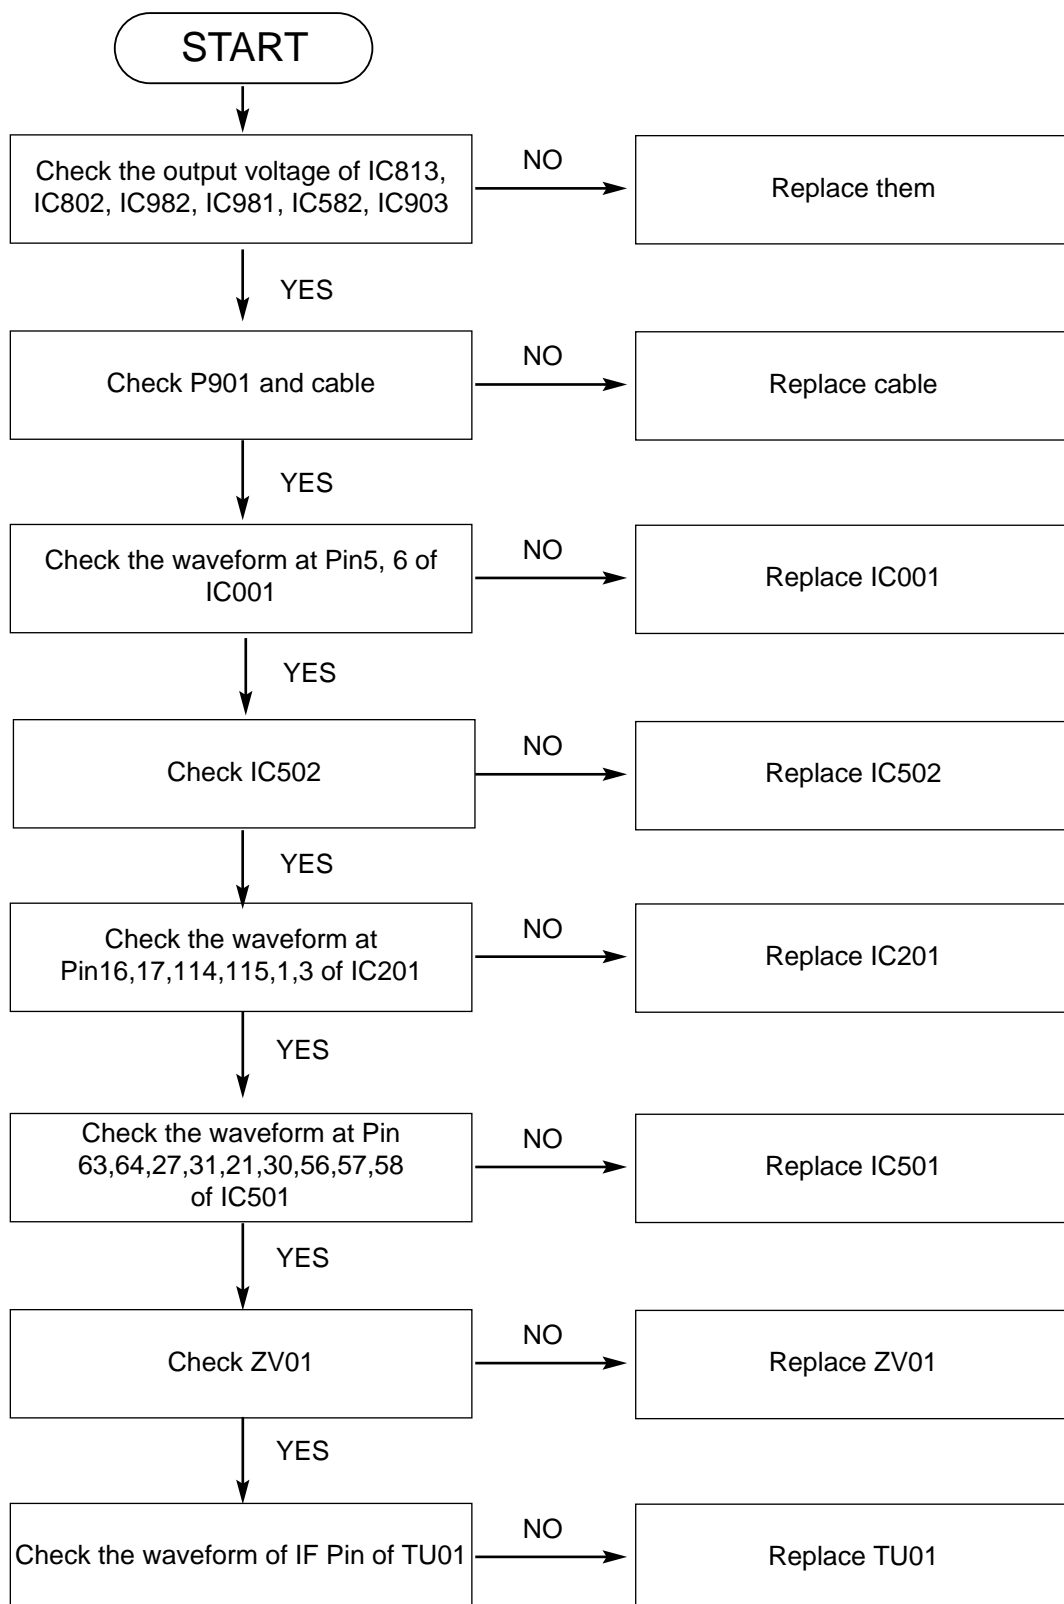 START
Check the output voltage of IC813,
IC802, IC982, IC981, IC582, IC903
NO
Replace them
YES
Check P901 and cable
NO
Replace cable
YES
Check the waveform at Pin5, 6 of
IC001
NO
Replace IC001
YES
Check IC502
NO
Replace IC502
YES
Check the waveform at
Pin16,17,114,115,1,3 of IC201
NO
Replace IC201
YES
Check the waveform at Pin
63,64,27,31,21,30,56,57,58
of IC501
NO
Replace IC501
YES
Check ZV01
NO
Replace ZV01
YES
Check the waveform of IF Pin of TU01
NO
Replace TU01